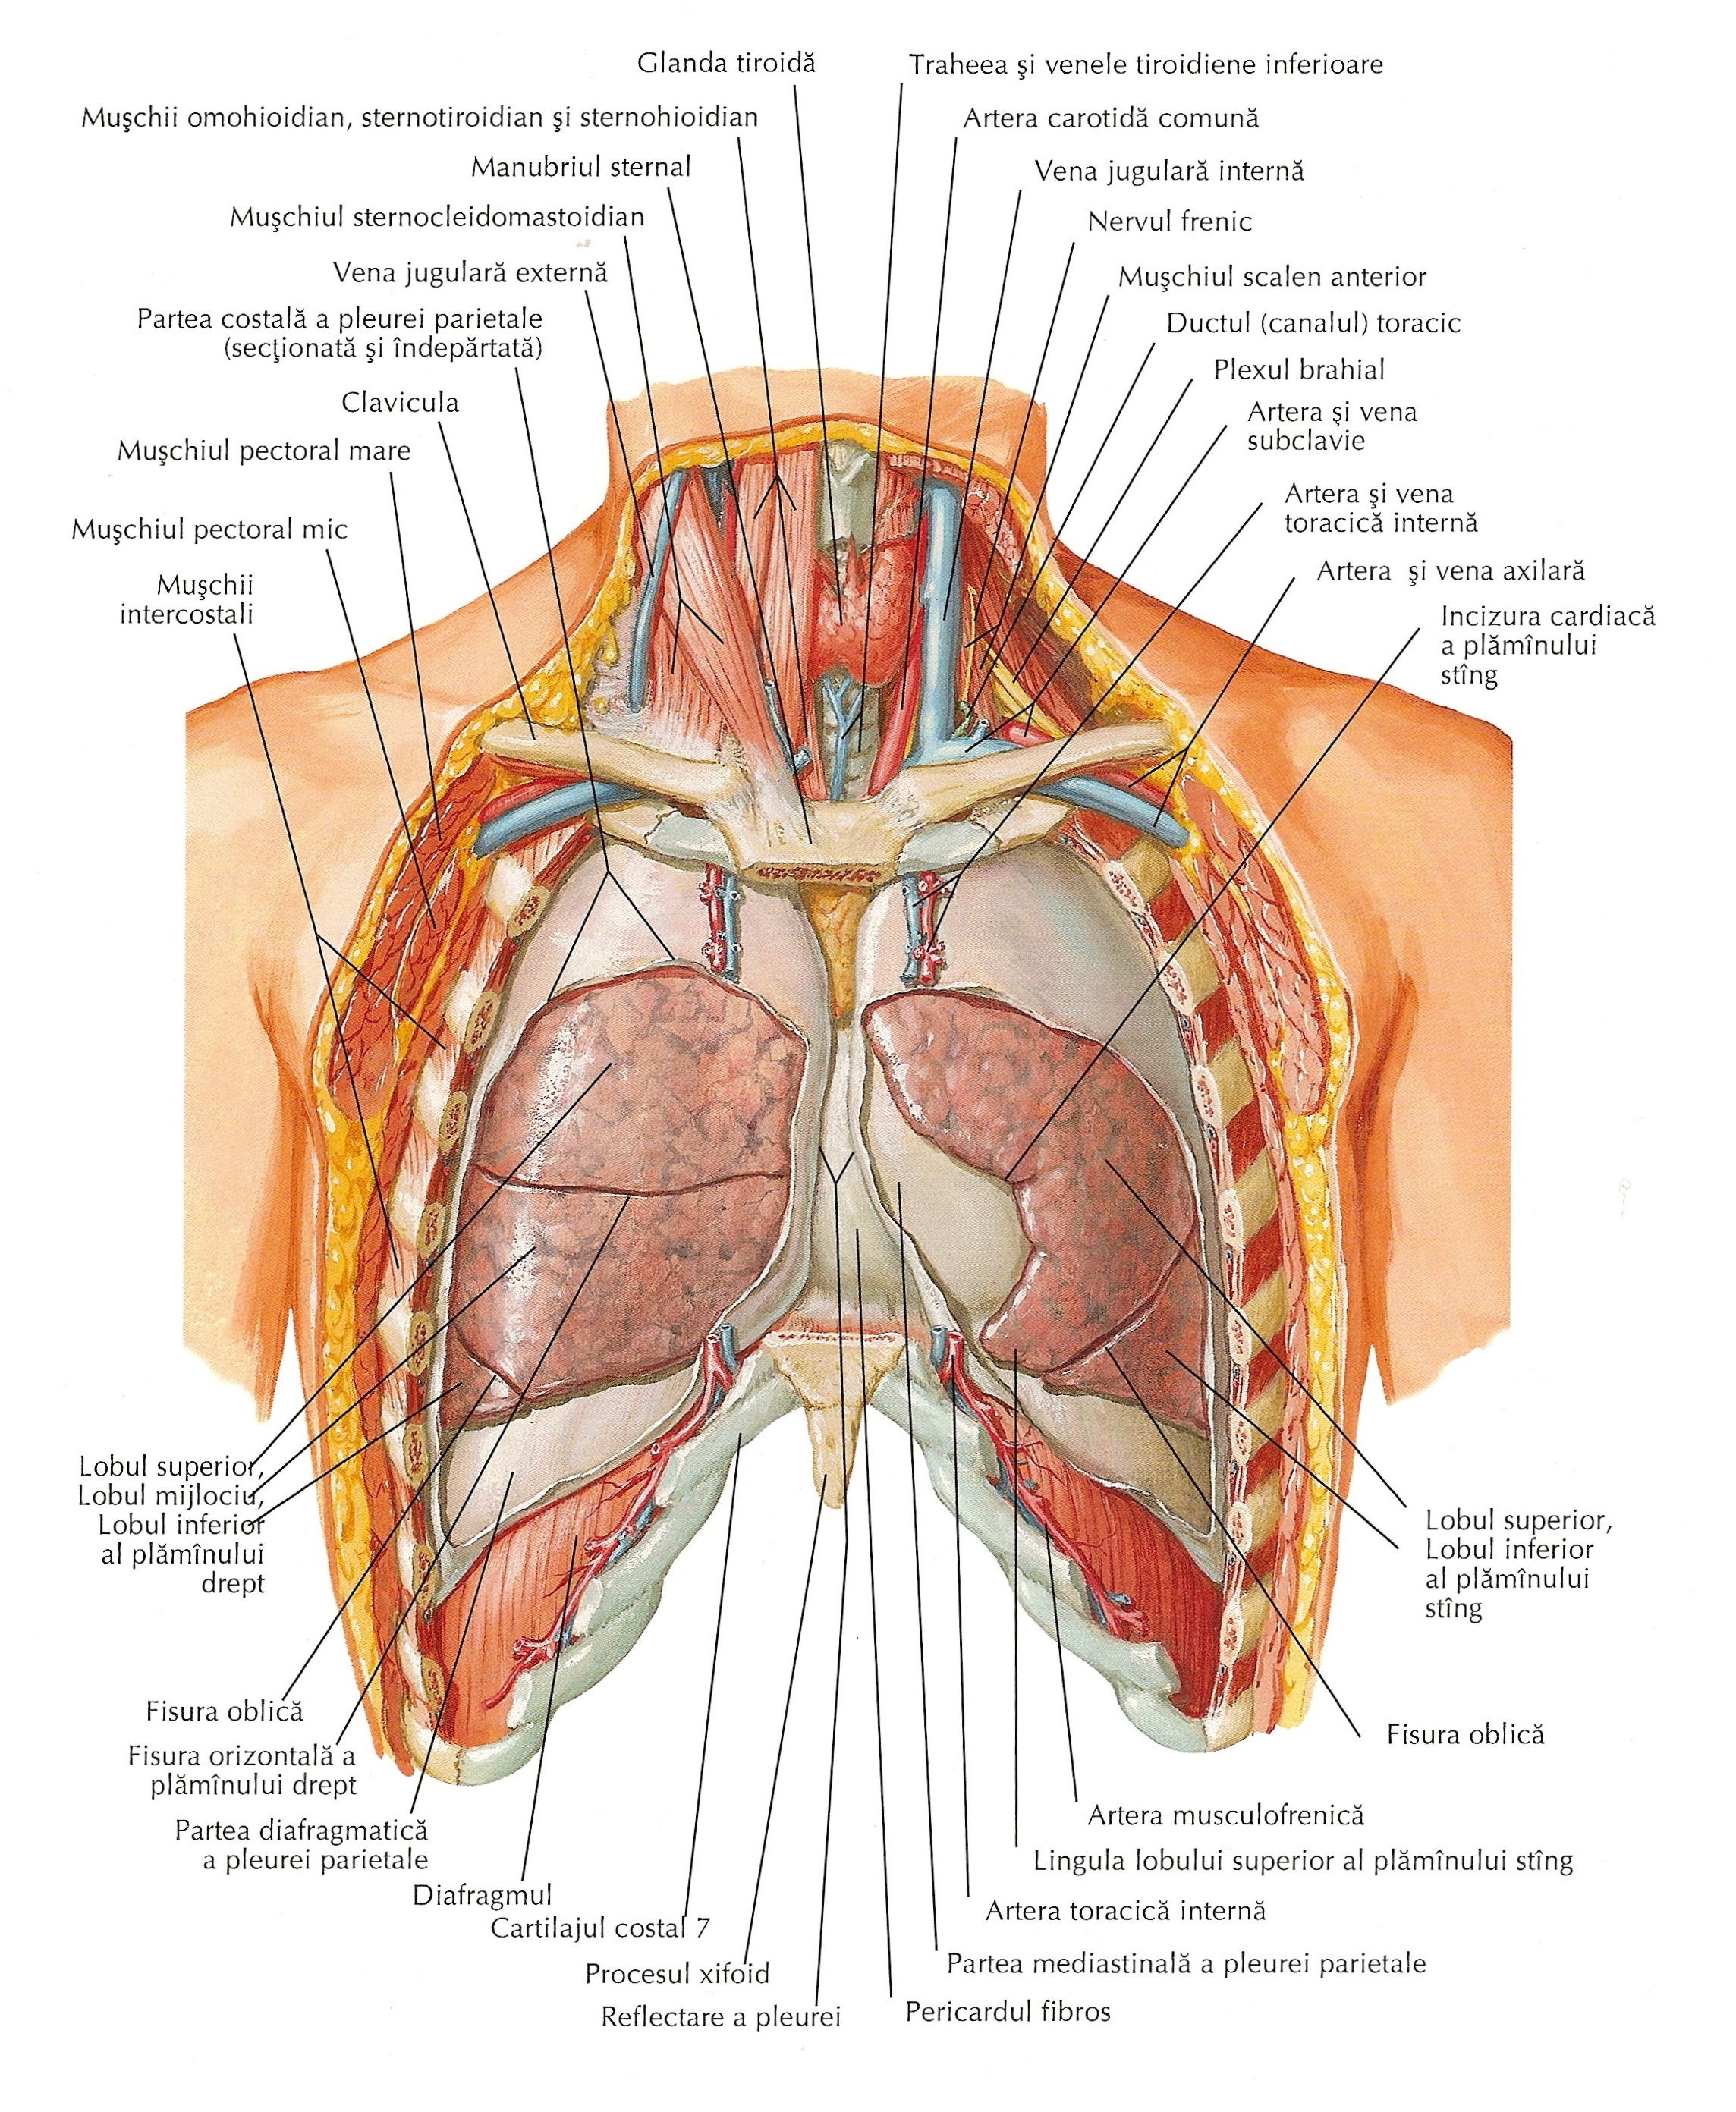 Glanda tiroidă
Traheea şi venele tiroidiene inferioare
Muşchii omohioidian, sternotiroidian şi sternohioidian
Artera carotidă comună
Manubriul sternal
Vena jugulară internă
Muşchiul sternocleidomastoidian
Nervul frenic
Vena jugulară externă
Muşchiul scalen anterior
Partea costală a pleurei parietale
(secţionată şi îndepărtată)
Ductul (canalul) toracic
Clavicula
Plexul brahial
Artera şi vena
subclavie
Muşchiul pectoral mare
Artera şi vena
toracică internă
Muşchiul pectoral mic
Artera şi vena axilară
Muşchii
intercostali
Incizura cardiacă
a plămînului
stîng
Lobul superior,
Lobul mijlociu,
Lobul inferior
al plămînului
drept
Lobul superior,
Lobul inferior
al plămînului
stîng
Fisura oblică
Fisura oblică
Fisura orizontală a
plămînului drept
Artera musculofrenică
Partea diafragmatică
a pleurei parietale
Lingula lobului superior al plămînului stîng
Diafragmul
Artera toracică internă
Cartilajul costal 7
Partea mediastinală a pleurei parietale
Procesul xifoid
Pericardul fibros
Reflectare a pleurei